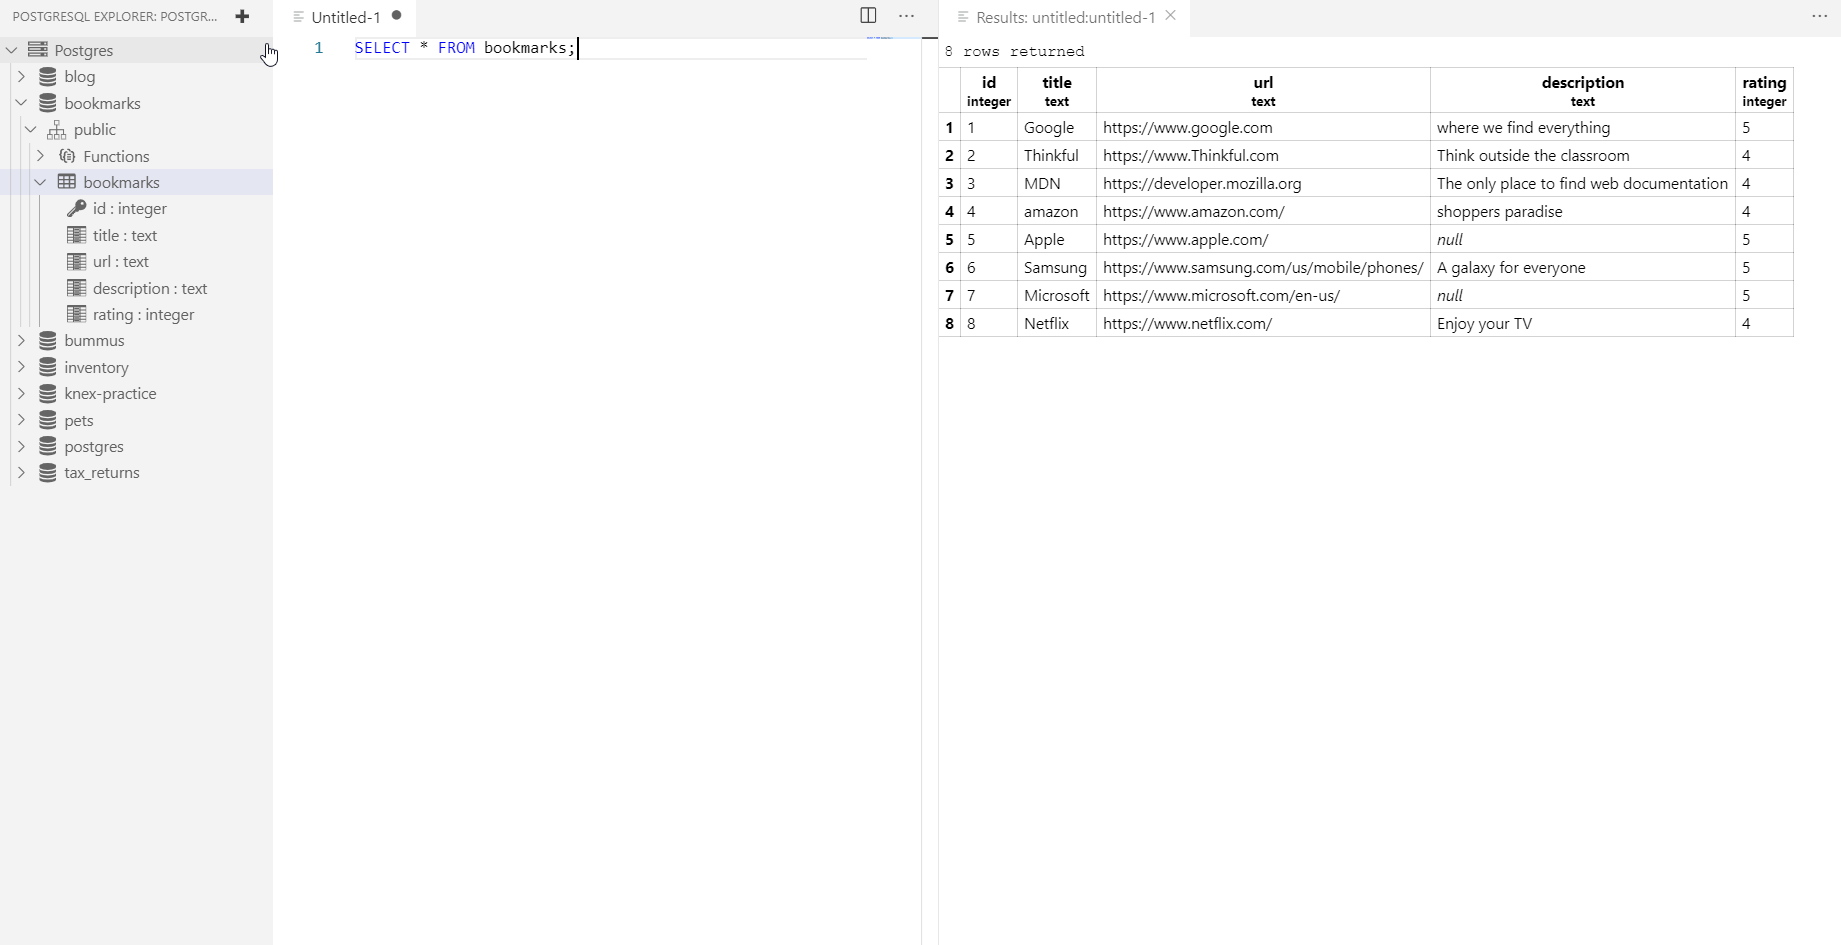 POSTGRESQL EXPLORER: POSTGR...
Postgres
blog
bookmarks
public
Functions
bookmarks
id : integer
title : text
url : text
description : text
rating : integer
bummus
inventory
knex-practice
pets
postgres
tax_returns
Untitled-1
1 SELECT * FROM bookmarks;
Results: untitled:untitled-1
8 rows returned
id title url description rating
integer text text text integer
1 1 Google https://www.google.com where we find everything 5
2 2 Thinkful https://www.Thinkful.com Think outside the classroom 4
3 3 MDN https://developer.mozilla.org The only place to find web documentation 4
4 4 amazon https://www.amazon.com/ shoppers paradise 4
5 5 Apple https://www.apple.com/ null 5
6 6 Samsung https://www.samsung.com/us/mobile/phones/ A galaxy for everyone 5
7 7 Microsoft https://www.microsoft.com/en-us/ null 5
8 8 Netflix https://www.netflix.com/ Enjoy your TV 4